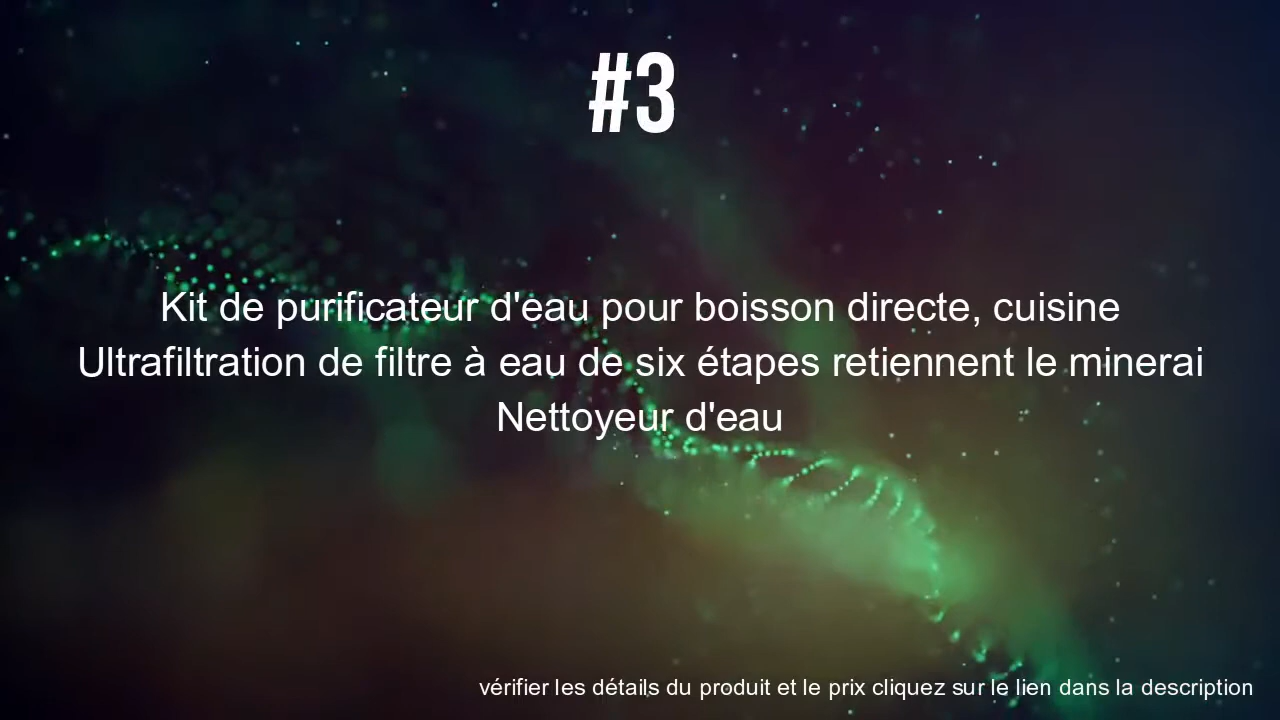 #3
Kit de purificateur d'eau pour boisson directe, cuisine
Ultrafiltration de filtre à eau de six étapes retiennent le minerai
Nettoyeur d'eau
vérifier les détails du produit et le prix cliquez sur le lien dans la description